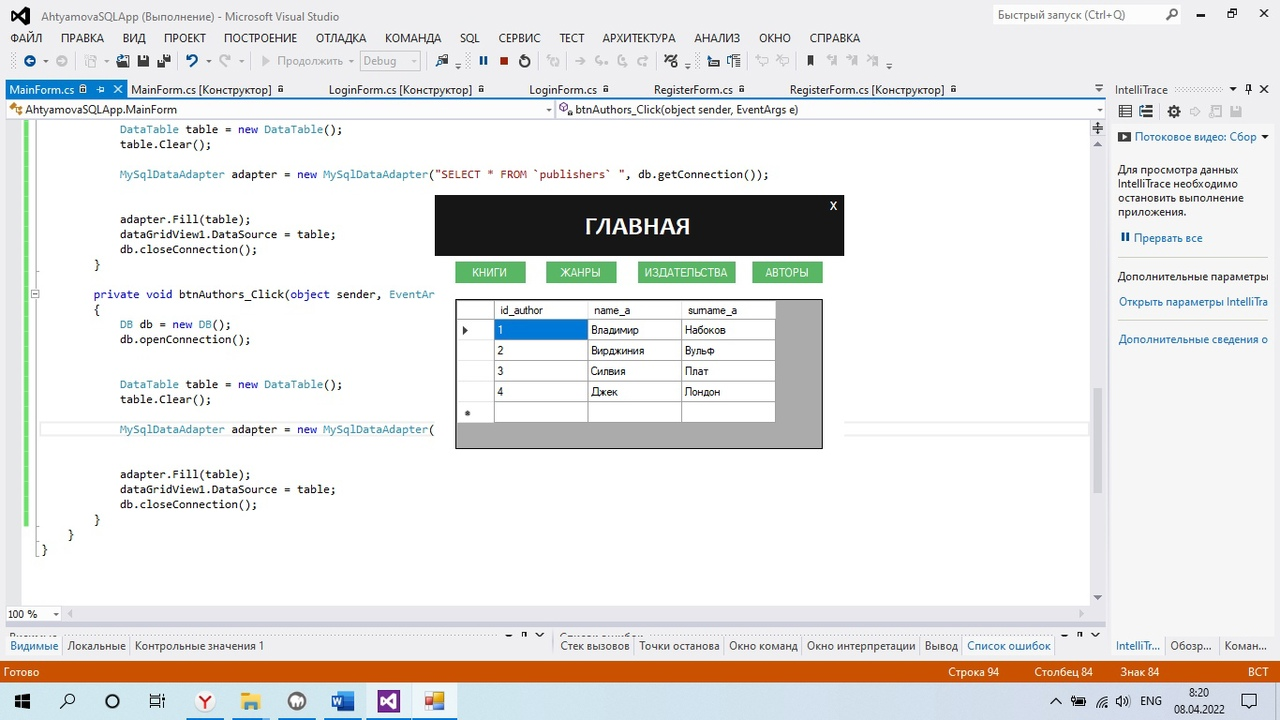 AhtyamovaSQLApp (Выполнение) - Microsoft Visual Studio
Быстрый запуск (Ctrl+Q)
ФАЙЛ ПРАВКА ВИД ПРОЕКТ ПОСТРОЕНИЕ ОТЛАДКА КОМАНДА SQL СЕРВИС ТЕСТ АРХИТЕКТУРА АНАЛИЗ ОКНО СПРАВКА
Продолжить Debug
MainForm.cs MainForm.cs [Конструктор] LoginForm.cs [Конструктор] LoginForm.cs RegisterForm.cs RegisterForm.cs [Конструктор]
AhtyamovaSQLApp.MainForm btnAuthors_Click(object sender, EventArgs e)
DataTable table = new DataTable();
table.Clear();
MySqlDataAdapter adapter = new MySqlDataAdapter("SELECT * FROM `publishers` ", db.getConnection());
adapter.Fill(table);
dataGridView1.DataSource = table;
db.closeConnection();
}
private void btnAuthors_Click(object sender, EventAr
{
DB db = new DB();
db.openConnection();
DataTable table = new DataTable();
table.Clear();
MySqlDataAdapter adapter = new MySqlDataAdapter(
adapter.Fill(table);
dataGridView1.DataSource = table;
db.closeConnection();
}
}
}
X
ГЛАВНАЯ
КНИГИ ЖАНРЫ ИЗДАТЕЛЬСТВА АВТОРЫ
id_author name_a surname_a
1 Владимир Набоков
2 Вирджиния Вульф
3 Силвия Плат
4 Джек Лондон
*
IntelliTrace
Потоковое видео: Сбор
Для просмотра данных
IntelliTrace необходимо
остановить выполнение
приложения.
Прервать все
Дополнительные параметры
Открыть параметры IntelliTra
Дополнительные сведения о
100 %
Видимые Локальные Контрольные значения 1
Стек вызовов Точки останова Окно команд Окно интерпретации Вывод Список ошибок
IntelliTr... Обозр... Коман...
Готово Строка 94 Столбец 84 Знак 84 ВСТ
ENG
8:20
08.04.2022